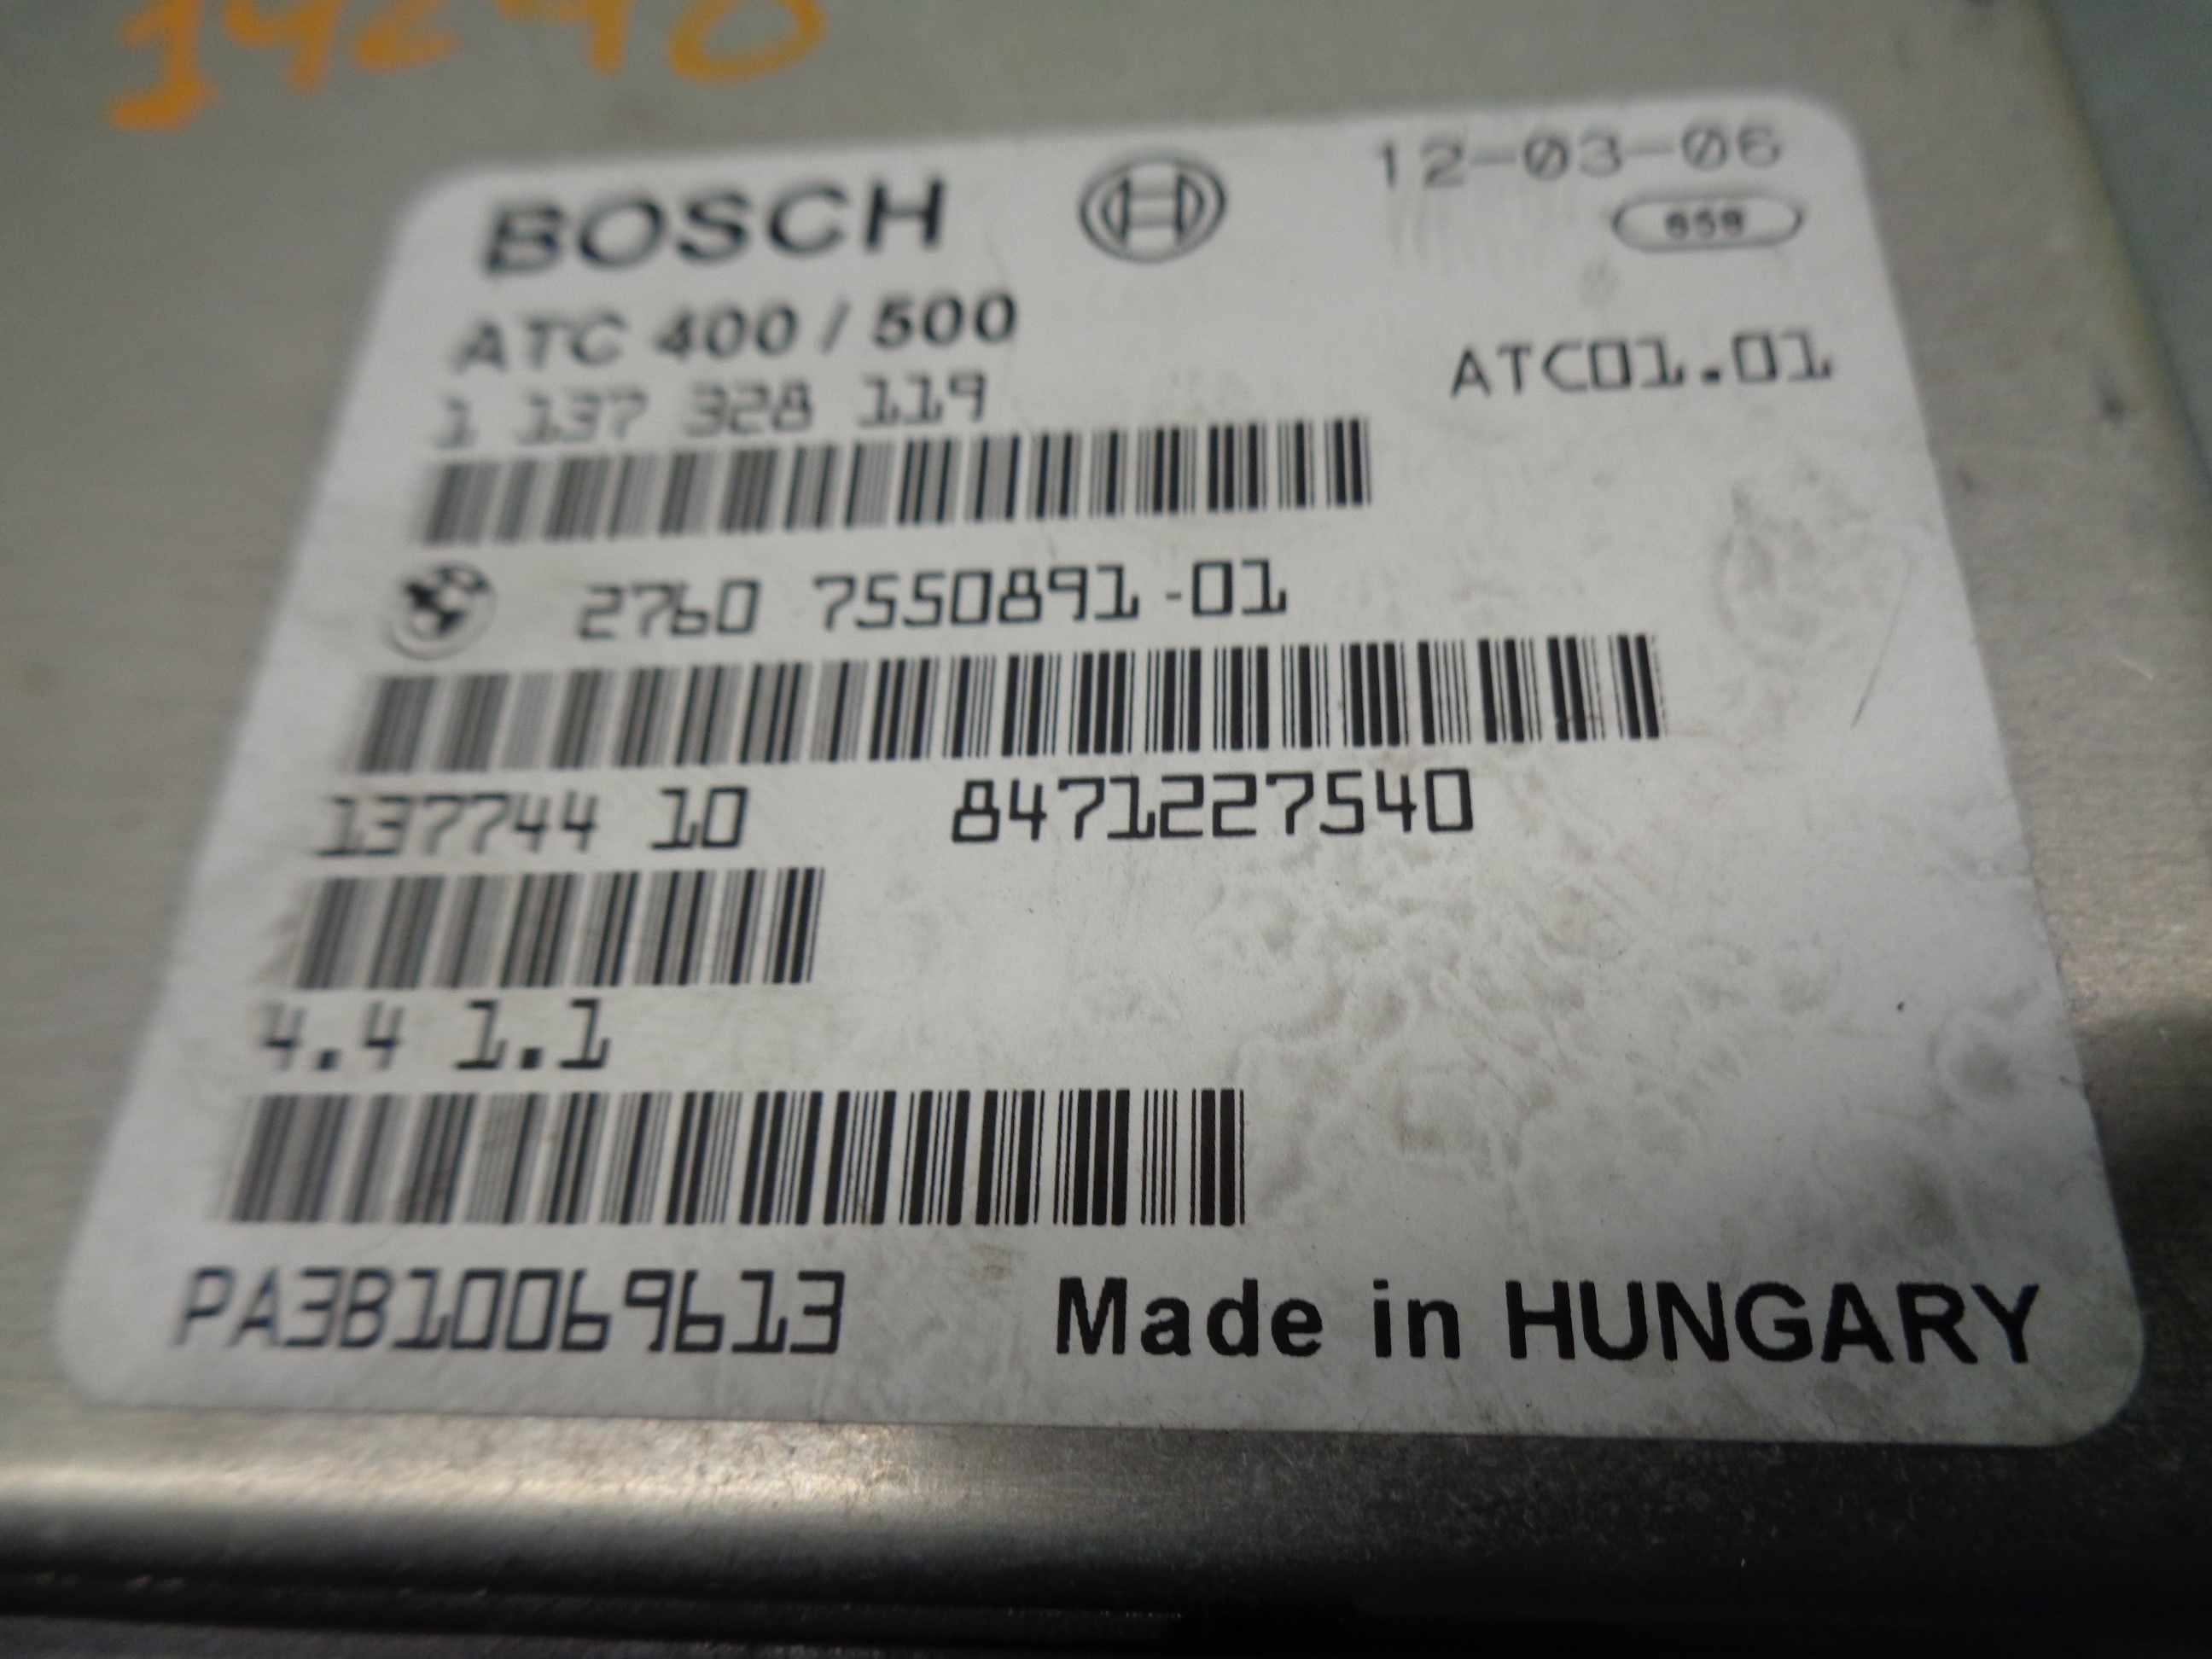 BOSCH 12-03-06
ATC 400 / 500
1 137 328 119 ATC01.01
2760 7550891-01
137744 10 8471227540
4.4 1.1
PA3B10069613 Made in HUNGARY